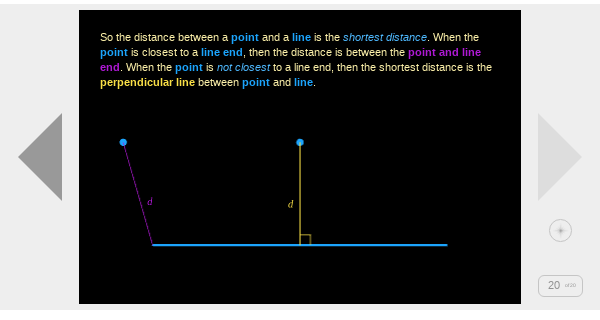 So the distance between a point and a line is the shortest distance. When the
point is closest to a line end, then the distance is between the point and line
end. When the point is not closest to a line end, then the shortest distance is the
perpendicular line between point and line.
d
d
20 of 20